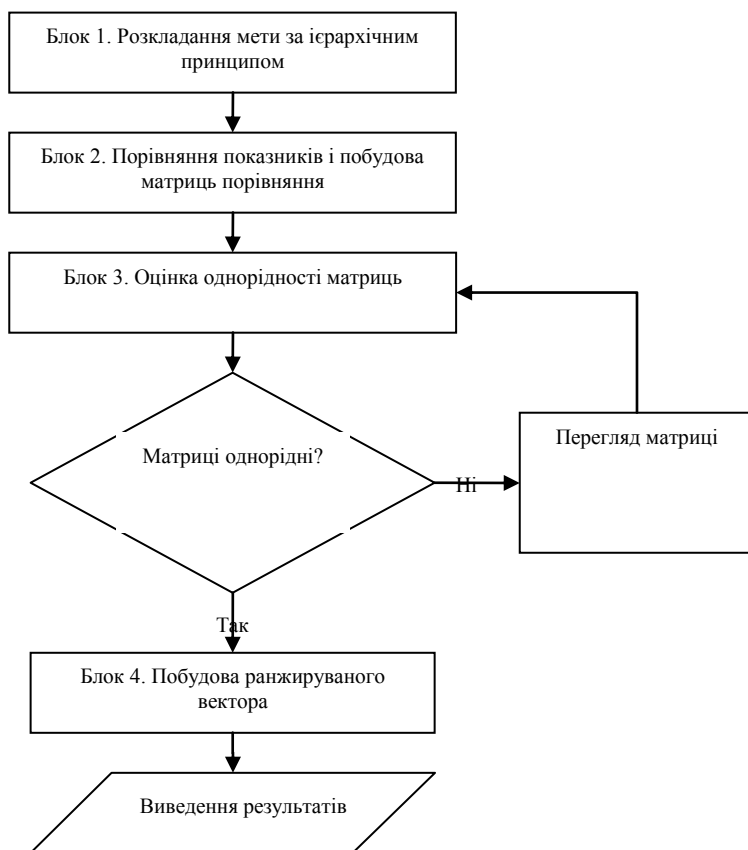 Блок 1. Розкладання мети за ієрархічним
принципом
Блок 2. Порівняння показників і побудова
матриць порівняння
Блок 3. Оцінка однорідності матриць
Матриці однорідні?
Перегляд матриці
Ні
Так
Блок 4. Побудова ранжируваного
вектора
Виведення результатів